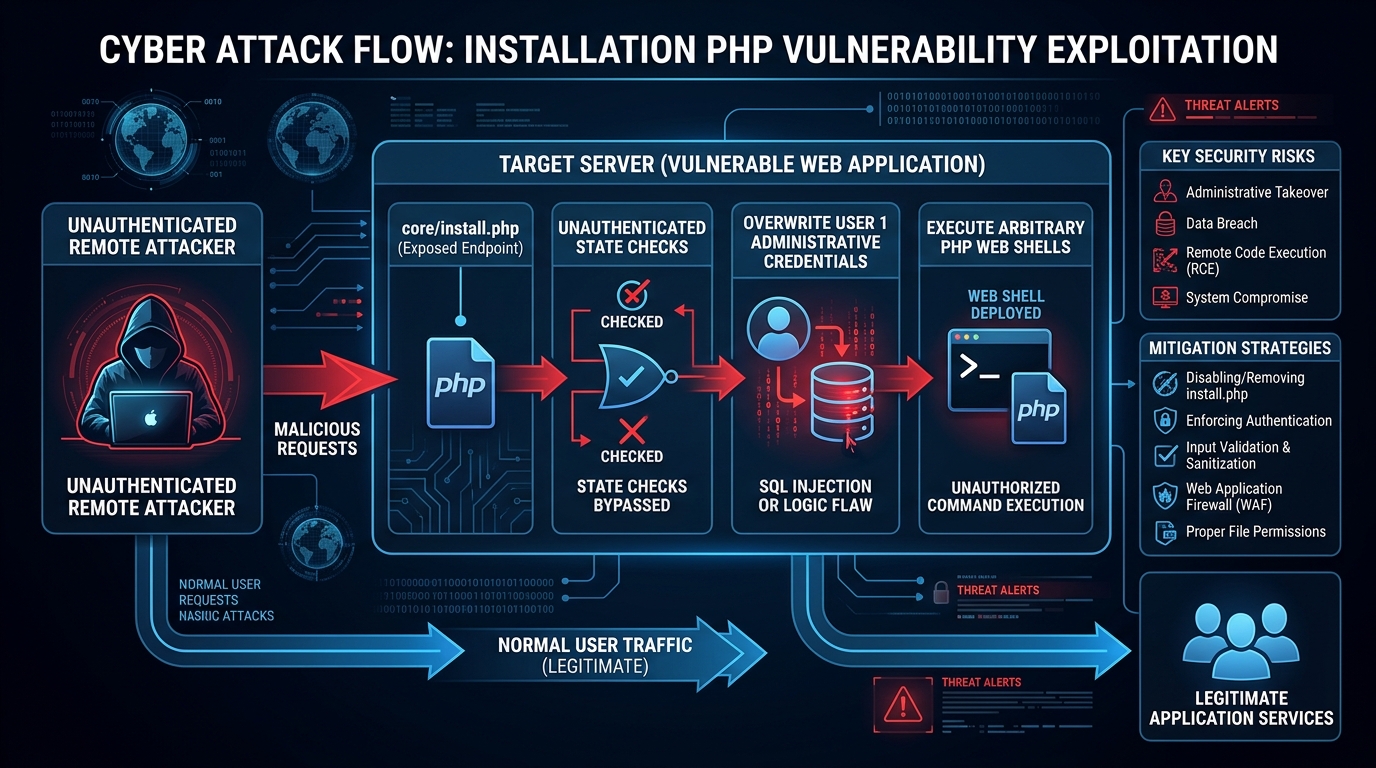 CYBER ATTACK FLOW: INSTALLATION PHP VULNERABILITY EXPLOITATION
UNAUTHENTICATED
REMOTE ATTACKER
UNAUTHENTICATED
REMOTE ATTACKER
MALICIOUS
REQUESTS
TARGET SERVER (VULNERABLE WEB APPLICATION)
core/install.php
(Exposed Endpoint)
php
UNAUTHENTICATED
STATE CHECKS
CHECKED
CHECKED
STATE CHECKS
BYPASSED
OVERWRITE USER 1
ADMINISTRATIVE
CREDENTIALS
SQL INJECTION
OR LOGIC FLAW
EXECUTE ARBITRARY
PHP WEB SHELLS
WEB SHELL
DEPLOYED
>_
php
UNAUTHORIZED
COMMAND EXECUTION
THREAT ALERTS
KEY SECURITY RISKS
Administrative Takeover
Data Breach
Remote Code Execution
(RCE)
System Compromise
MITIGATION STRATEGIES
Disabling/Removing
install.php
Enforcing Authentication
Input Validation &
Sanitization
Web Application
Firewall (WAF)
Proper File Permissions
NORMAL USER
REQUESTS
NASIUC ATTACKS
NORMAL USER TRAFFIC
(LEGITIMATE)
THREAT ALERTS
THREAT ALERTS
LEGITIMATE
APPLICATION SERVICES